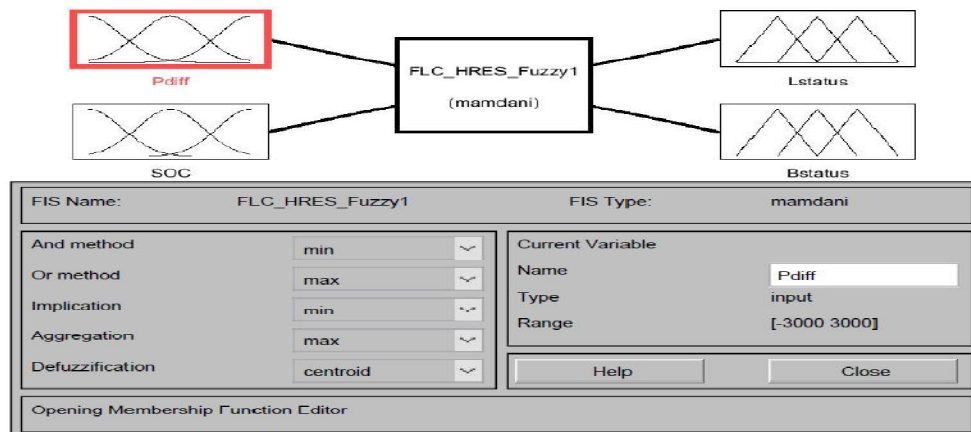 Pdiff
SOC
FLC_HRES_Fuzzy1
(mamdani)
Lstatus
Bstatus
FIS Name: FLC_HRES_Fuzzy1 FIS Type: mamdani
And method min
Or method max
Implication min
Aggregation max
Defuzzification centroid
Current Variable
Name Pdiff
Type input
Range [-3000 3000]
Help Close
Opening Membership Function Editor